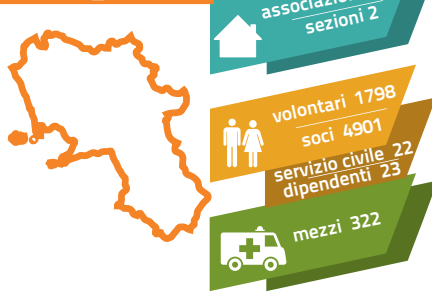 sezioni 2
volontari 1798
soci 4901
servizio civile 22
dipendenti 23
mezzi 322